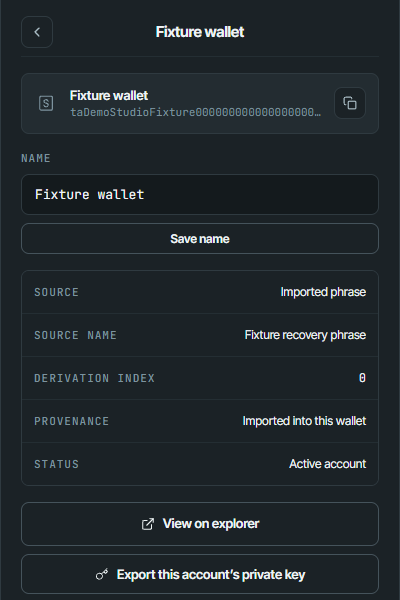 Fixture wallet
S
Fixture wallet
taDemoStudioFixture000000000000000000…
NAME
Fixture wallet
Save name
SOURCE Imported phrase
SOURCE NAME Fixture recovery phrase
DERIVATION INDEX 0
PROVENANCE Imported into this wallet
STATUS Active account
View on explorer
Export this account's private key